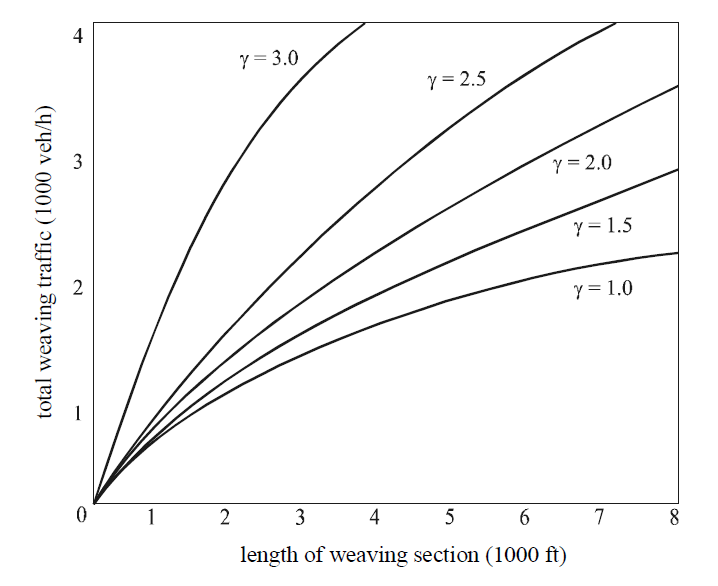 4
γ = 3.0
γ = 2.5
3
γ = 2.0
γ = 1.5
2
γ = 1.0
1
0
1 2 3 4 5 6 7 8
total weaving traffic (1000 veh/h)
length of weaving section (1000 ft)